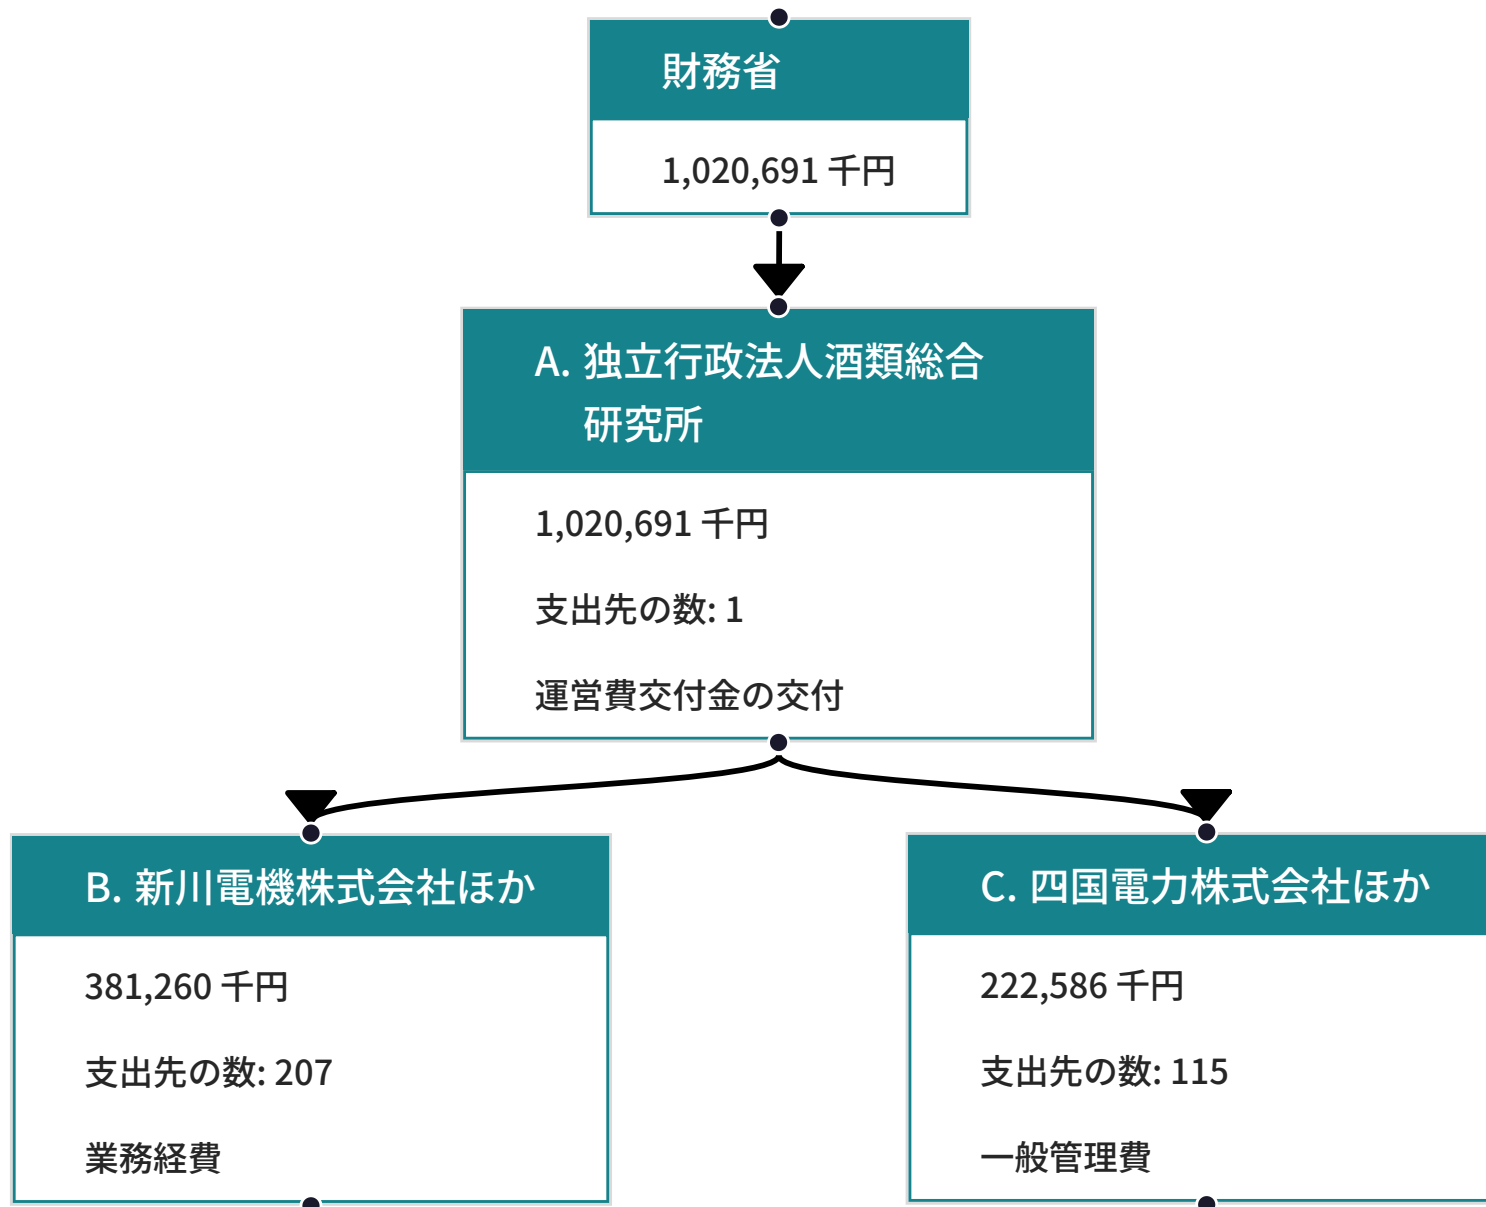 財務省
1,020,691 千円
A. 独立行政法人酒類総合
研究所
1,020,691 千円
支出先の数: 1
運営費交付金の交付
B. 新川電機株式会社ほか
381,260 千円
支出先の数: 207
業務経費
C. 四国電力株式会社ほか
222,586 千円
支出先の数: 115
一般管理費